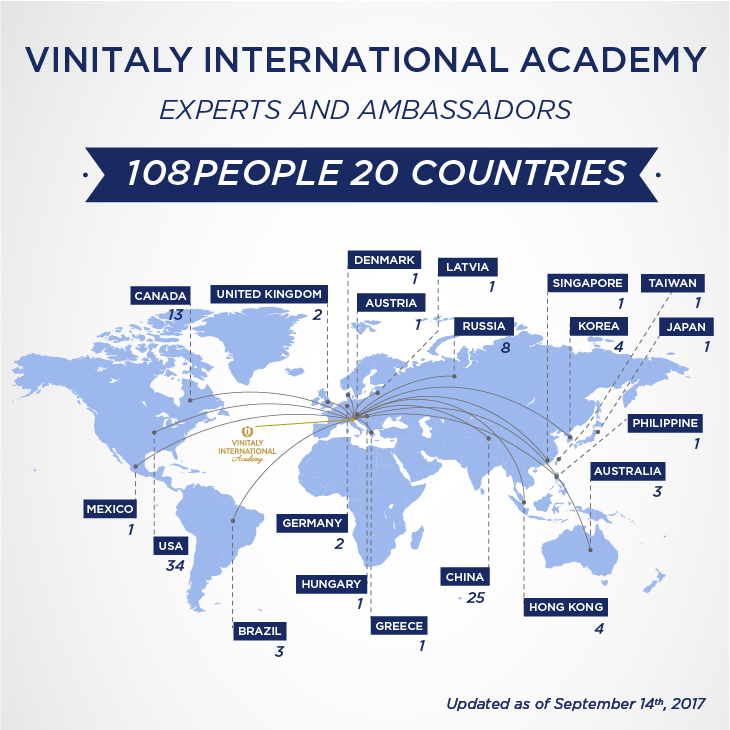 VINITALY INTERNATIONAL ACADEMY
EXPERTS AND AMBASSADORS
108 PEOPLE 20 COUNTRIES
DENMARK
1
LATVIA
1
CANADA
13
UNITED KINGDOM
2
AUSTRIA
1
SINGAPORE
1
TAIWAN
1
RUSSIA
8
KOREA
4
JAPAN
1
PHILIPPINE
1
VINITALY
INTERNATIONAL
Academy
AUSTRALIA
3
MEXICO
1
USA
34
GERMANY
2
HUNGARY
1
CHINA
25
HONG KONG
4
BRAZIL
3
GREECE
1
Updated as of September 14th, 2017